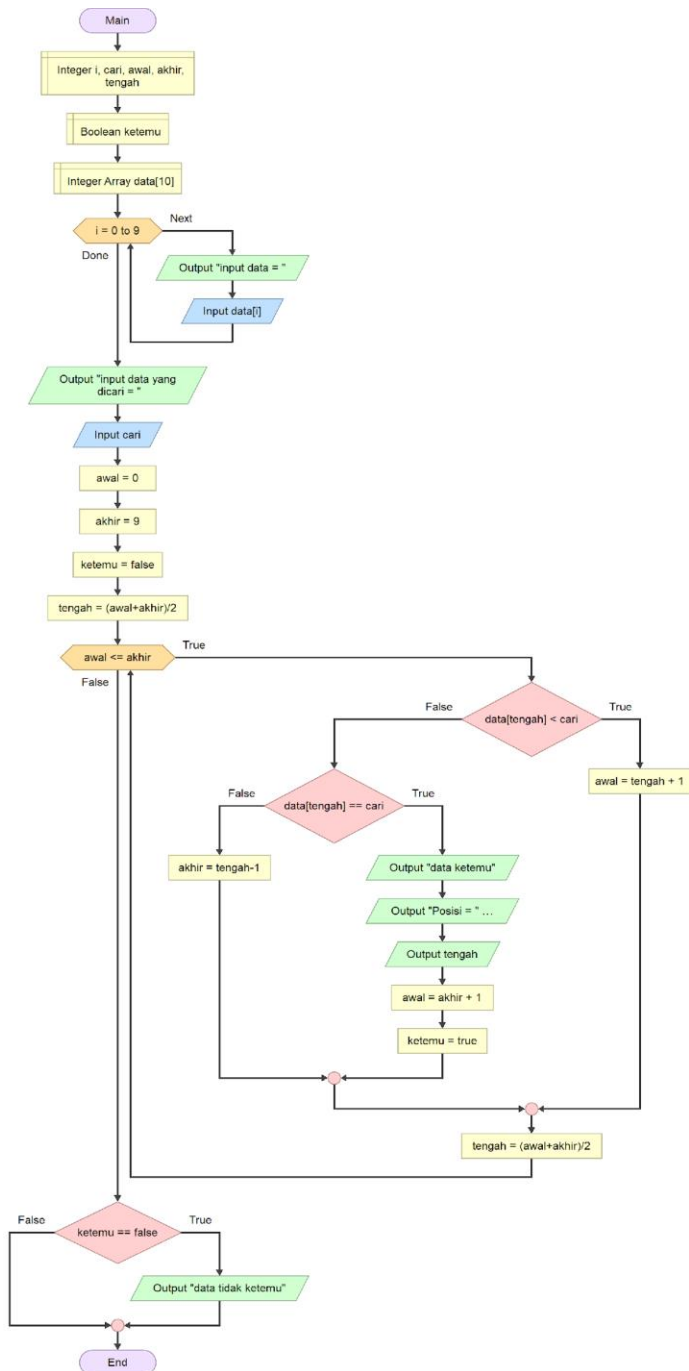 Main
Integer i, cari, awal, akhir,
tengah
Boolean ketemu
Integer Array data[10]
i = 0 to 9
Next
Done
Output "input data = "
Input data[i]
Output "input data yang
dicari = "
Input cari
awal = 0
akhir = 9
ketemu = false
tengah = (awal+akhir)/2
awal <= akhir
True
False
data[tengah] < cari
False
True
awal = tengah + 1
data[tengah] == cari
False
True
akhir = tengah-1
Output "data ketemu"
Output "Posisi = " ...
Output tengah
awal = akhir + 1
ketemu = true
tengah = (awal+akhir)/2
ketemu == false
False
True
Output "data tidak ketemu"
End